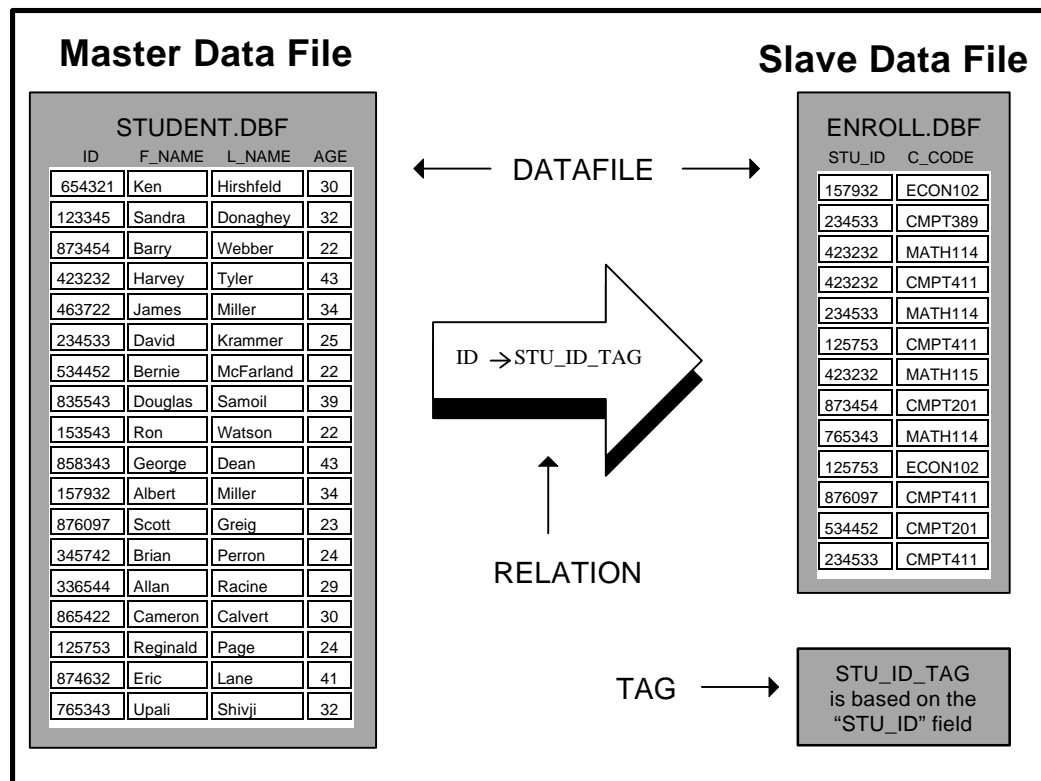 Master Data File
STUDENT.DBF
ID F_NAME L_NAME AGE
654321 Ken Hirshfeld 30
123345 Sandra Donaghey 32
873454 Barry Webber 22
423232 Harvey Tyler 43
463722 James Miller 34
234533 David Krammer 25
534452 Bernie McFarland 22
835543 Douglas Samoil 39
153543 Ron Watson 22
858343 George Dean 43
157932 Albert Miller 34
876097 Scott Greig 23
345742 Brian Perron 24
336544 Allan Racine 29
865422 Cameron Calvert 30
125753 Reginald Page 24
874632 Eric Lane 41
765343 Upali Shivji 32
DATAFILE
ID → STU_ID_TAG
RELATION
Slave Data File
ENROLL.DBF
STU_ID C_CODE
157932 ECON102
234533 CMPT389
423232 MATH114
423232 CMPT411
234533 MATH114
125753 CMPT411
423232 MATH115
873454 CMPT201
765343 MATH114
125753 ECON102
876097 CMPT411
534452 CMPT201
234533 CMPT411
TAG
STU_ID_TAG
is based on the
“STU_ID” field